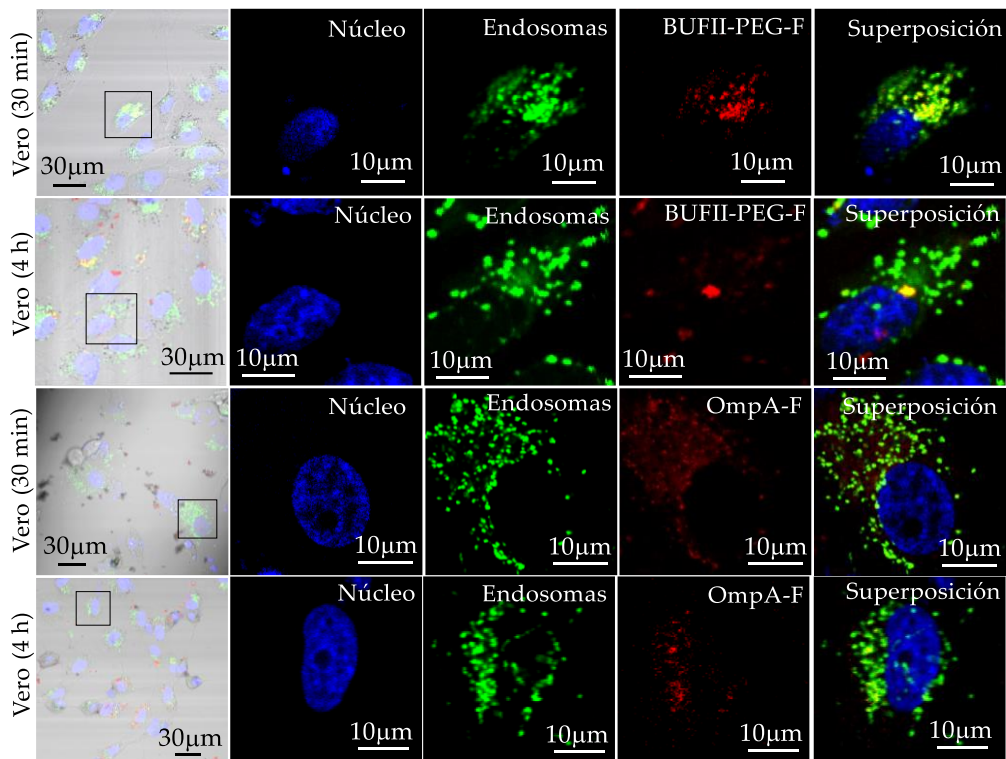 Vero (30 min)
30µm
Núcleo
10µm
Endosomas
10µm
BUFII-PEG-F
10µm
Superposición
10µm
Vero (4 h)
30µm
Núcleo
10µm
Endosomas
10µm
BUFII-PEG-F
10µm
Superposición
10µm
Vero (30 min)
30µm
Núcleo
10µm
Endosomas
10µm
OmpA-F
10µm
Superposición
10µm
Vero (4 h)
30µm
Núcleo
10µm
Endosomas
10µm
OmpA-F
10µm
Superposición
10µm